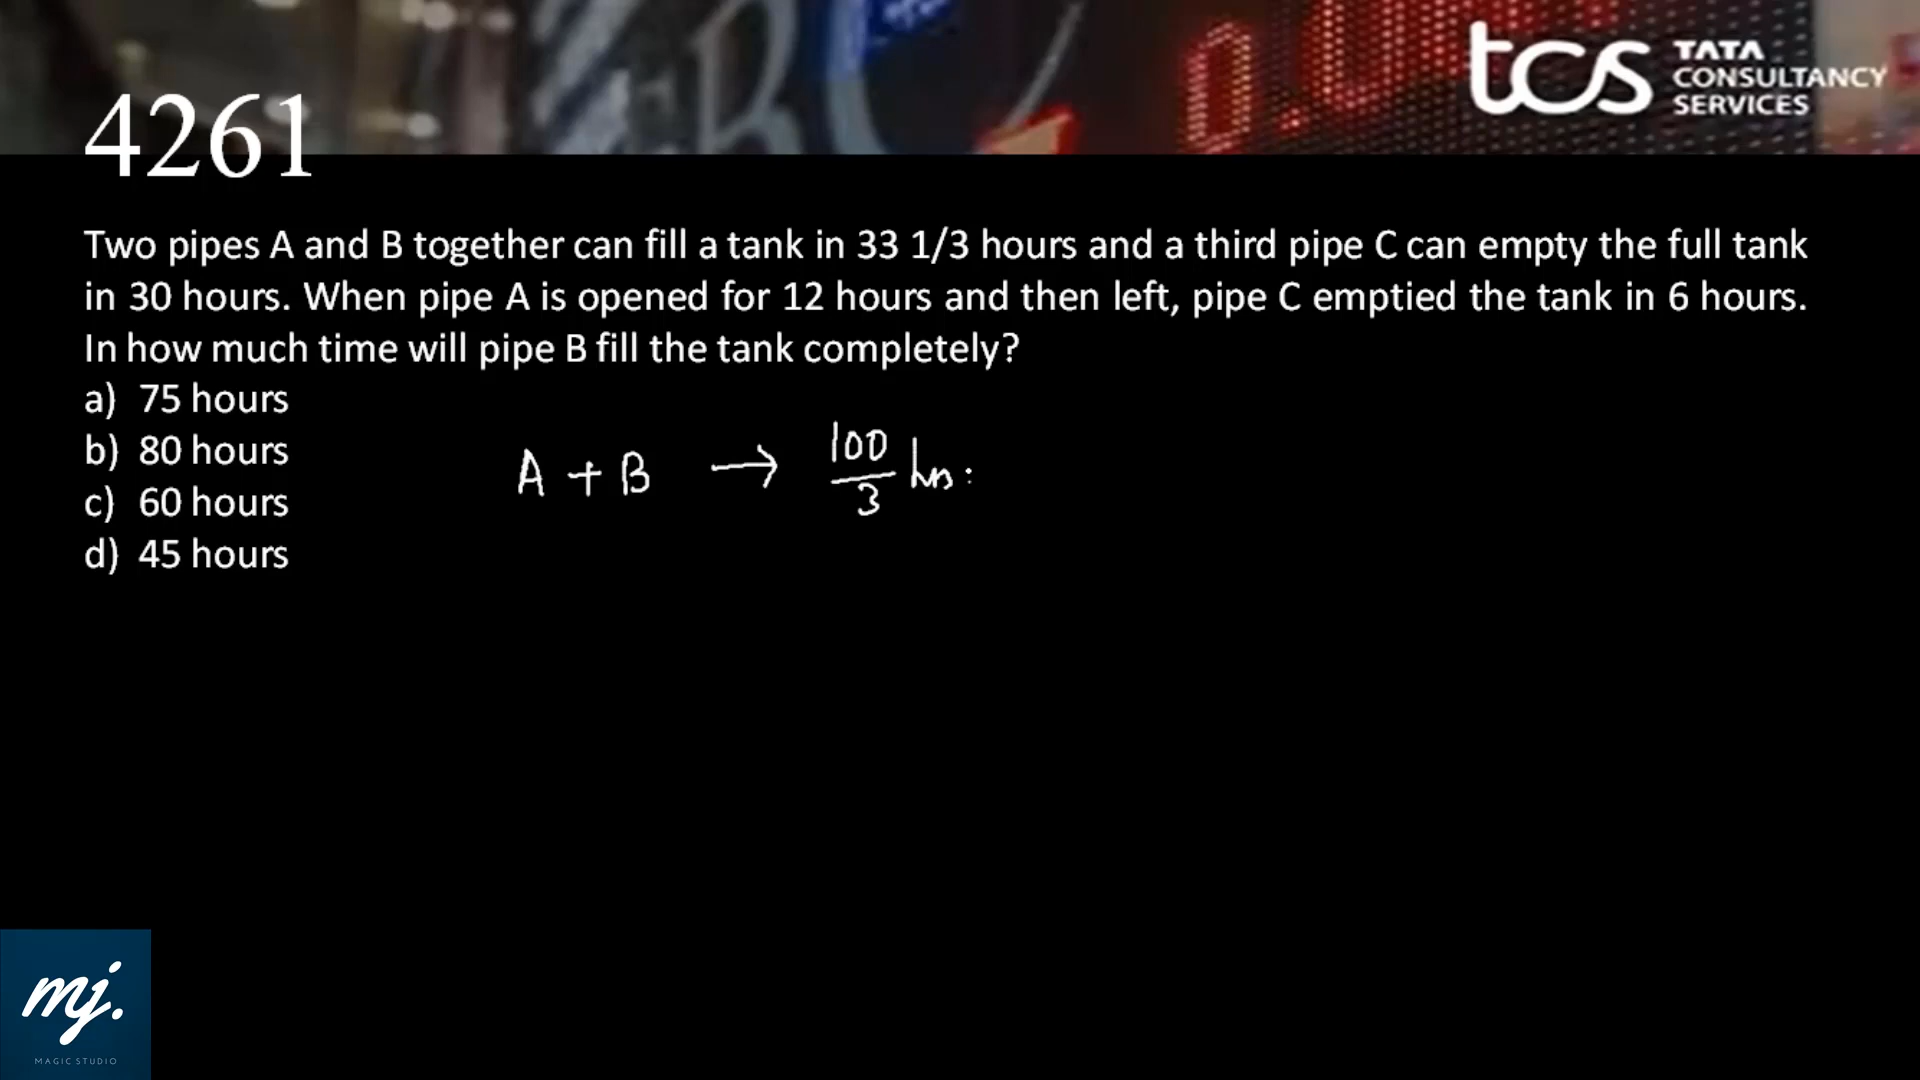 tcs TATA
CONSULTANCY
SERVICES
4261
Two pipes A and B together can fill a tank in 33 1/3 hours and a third pipe C can empty the full tank
in 30 hours. When pipe A is opened for 12 hours and then left, pipe C emptied the tank in 6 hours.
In how much time will pipe B fill the tank completely?
a) 75 hours
b) 80 hours
c) 60 hours
d) 45 hours
A + B → 100/3 hrs.
mj.
MAGIC STUDIO